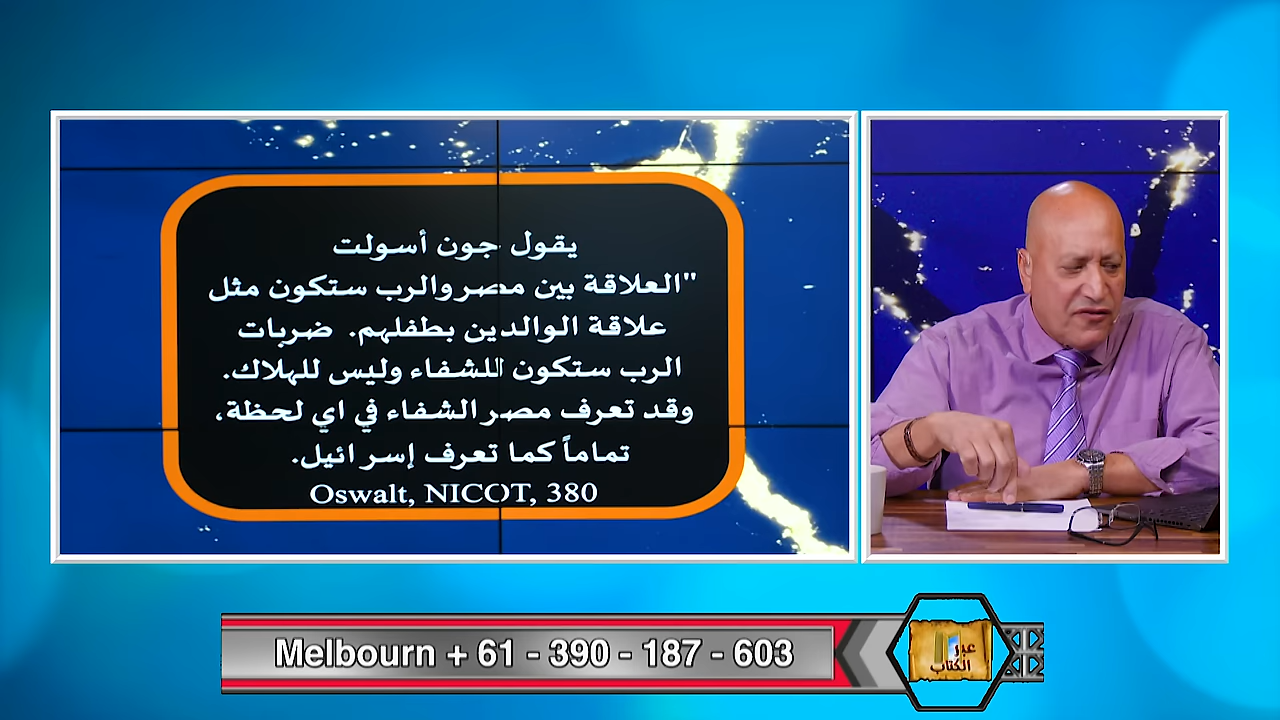 يقول جون أسولت
"العلاقة بين مصر والرب ستكون مثل
علاقة الوالدين بطفلهم. ضربات
الرب ستكون للشفاء وليس للهلاك.
وقد تعرف مصر الشفاء في اي لحظة،
تماماً كما تعرف إسرائيل.
Oswalt, NICOT, 380
Melbourn + 61 - 390 - 187 - 603
عبر
الكتاب